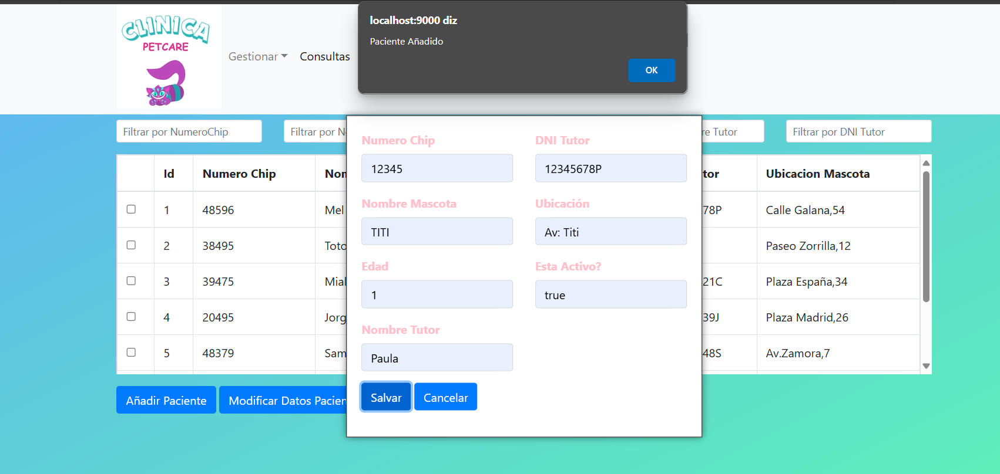 CLINICA
PETCARE
Gestionar
Consultas
localhost:9000 diz
Paciente Añadido
OK
Filtrar por NumeroChip
Filtrar por
Tutor
Filtrar por DNI Tutor
Id
Numero Chip
Ubicacion Mascota
1
48596
Mel
78P
Calle Galana,54
2
38495
Toto
Paseo Zorrilla,12
3
39475
21C
Plaza España,34
4
20495
Jorg
39J
Plaza Madrid,26
5
48379
Sam
48S
Av.Zamora,7
Numero Chip
DNI Tutor
12345
12345678P
Nombre Mascota
Ubicación
TITI
Av: Titi
Edad
Esta Activo?
1
true
Nombre Tutor
Paula
Salvar
Cancelar
Añadir Paciente
Modificar Datos Pacien